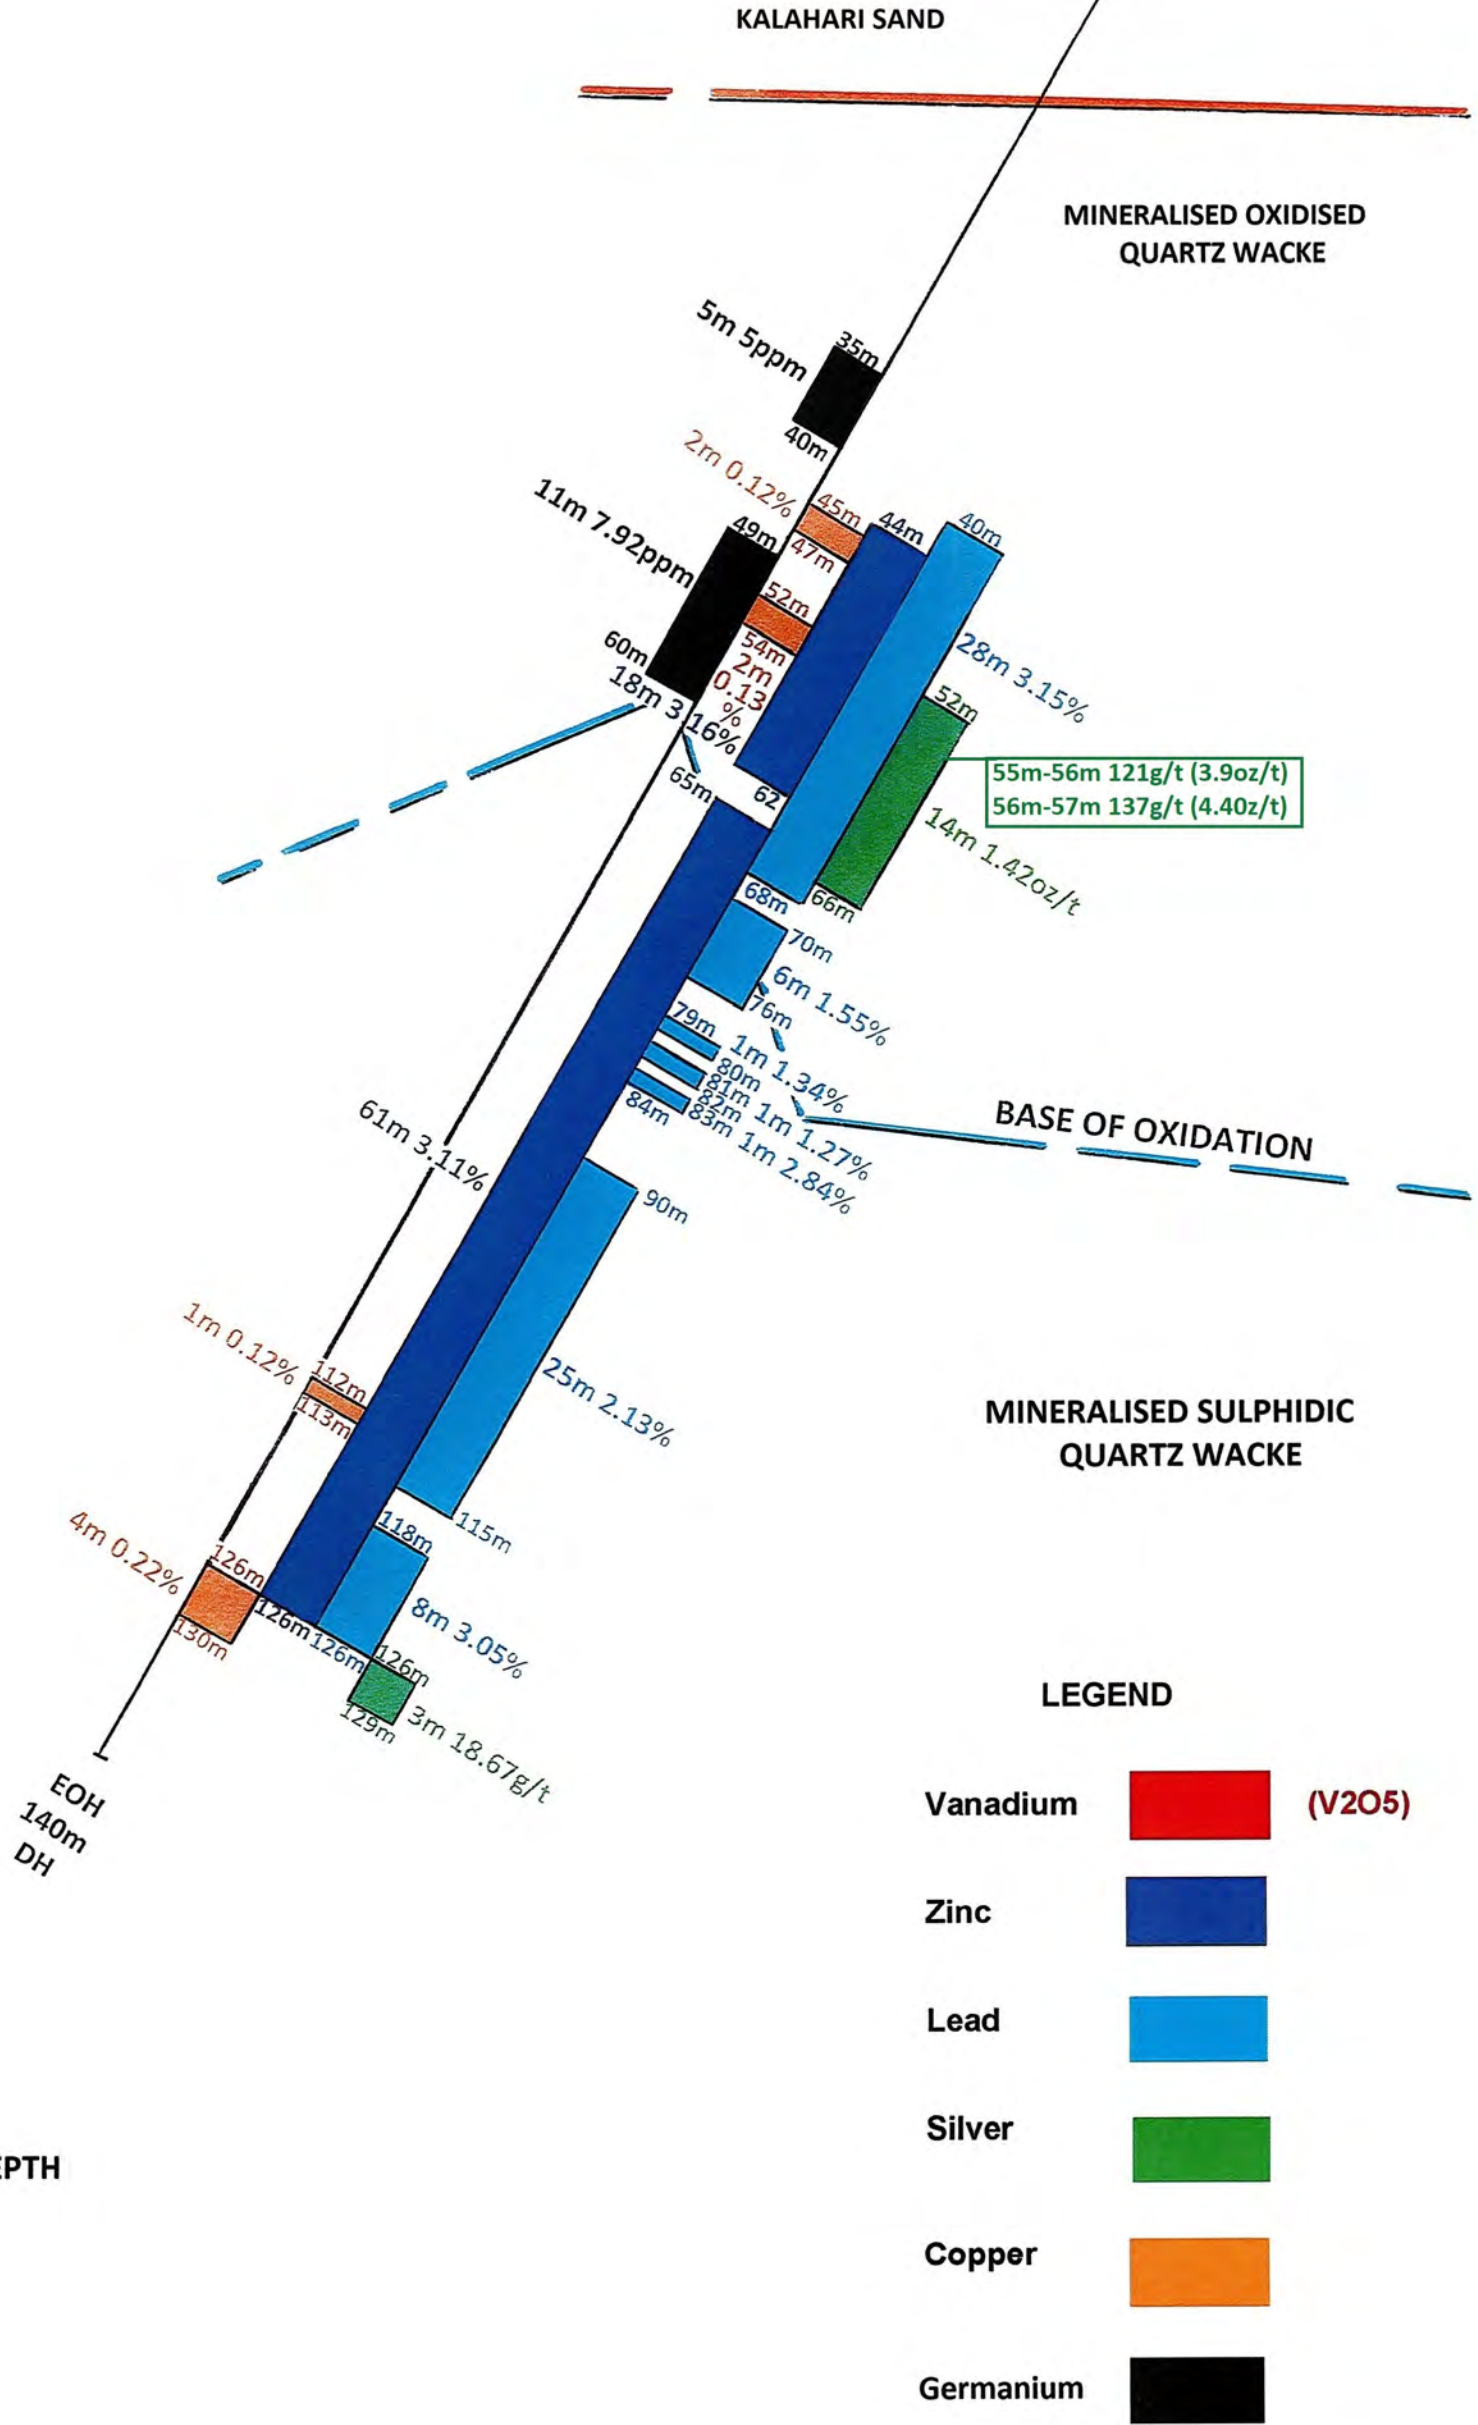 KALAHARI SAND
MINERALISED OXIDISED
QUARTZ WACKE
5m 5ppm
35m
40m
2m 0.12%
45m
47m
44m
40m
11m 7.92ppm
49m
60m
52m
54m
2m
0.13
%
18m 3.16%
62
28m 3.15%
52m
55m-56m 121g/t (3.9oz/t)
56m-57m 137g/t (4.40z/t)
14m 1.42oz/t
66m
65m
68m
70m
6m 1.55%
76m
79m
1m 1.34%
80m
81m
1m 1.27%
82m
83m
1m 2.84%
84m
BASE OF OXIDATION
61m 3.11%
90m
25m 2.13%
115m
1m 0.12%
112m
113m
MINERALISED SULPHIDIC
QUARTZ WACKE
118m
8m 3.05%
4m 0.22%
126m
130m
126m
126m
126m
129m
3m 18.67g/t
EOH
140m
DH
LEGEND
Vanadium
(V2O5)
Zinc
Lead
Silver
EPTH
Copper
Germanium